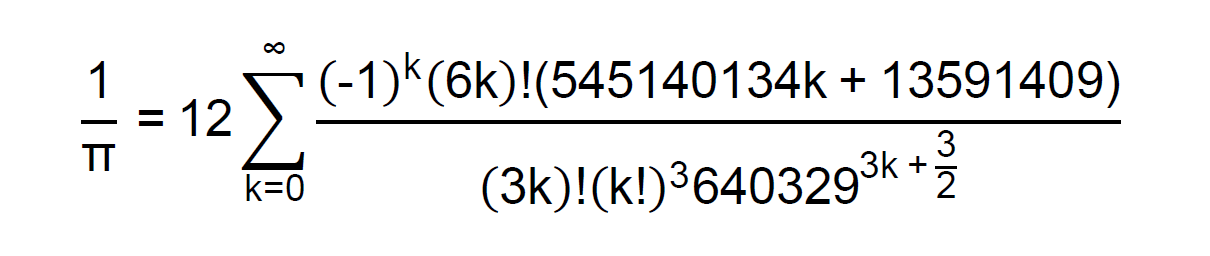 1/π = 12 ∑_{k=0}^{∞} (-1)^k(6k)!(545140134k + 13591409) / (3k)!(k!)^3 640329^{3k + 3/2}